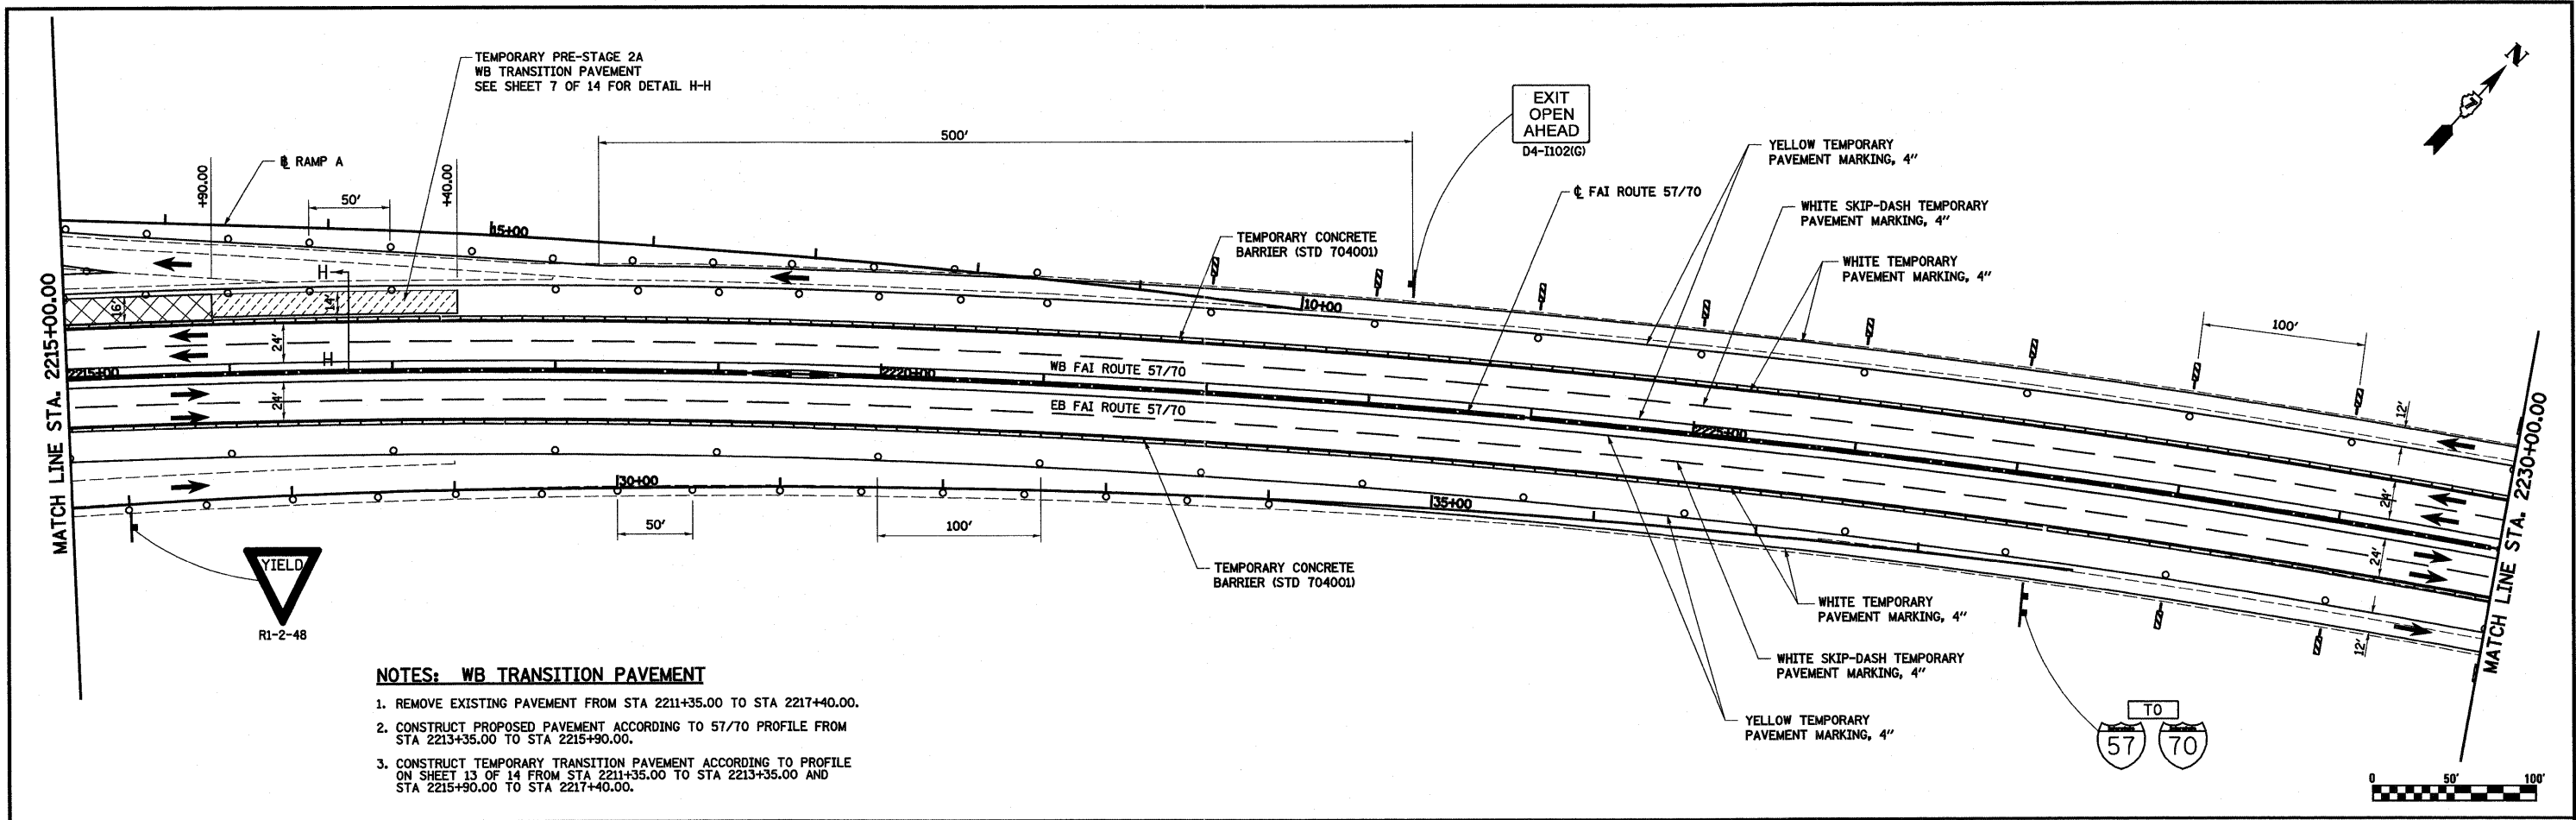 TEMPORARY PRE-STAGE 2A
WB TRANSITION PAVEMENT
SEE SHEET 7 OF 14 FOR DETAIL H-H
N
7
EXIT
OPEN
AHEAD
D4-I102(G)
500'
YELLOW TEMPORARY
PAVEMENT MARKING, 4"
℄ FAI ROUTE 57/70
WHITE SKIP-DASH TEMPORARY
PAVEMENT MARKING, 4"
WHITE TEMPORARY
PAVEMENT MARKING, 4"
RAMP A
+90.00
50'
+40.00
15+00
TEMPORARY CONCRETE
BARRIER (STD 704001)
H
H
16'
14'
10+00
100'
24'
2215+00
2220+00
WB FAI ROUTE 57/70
EB FAI ROUTE 57/70
24'
2225+00
12'
24'
24'
12'
MATCH LINE STA. 2215+00.00
MATCH LINE STA. 2230+00.00
30+00
35+00
50'
100'
YIELD
R1-2-48
TEMPORARY CONCRETE
BARRIER (STD 704001)
WHITE TEMPORARY
PAVEMENT MARKING, 4"
WHITE SKIP-DASH TEMPORARY
PAVEMENT MARKING, 4"
YELLOW TEMPORARY
PAVEMENT MARKING, 4"
TO
57 70
0 50' 100'
NOTES: WB TRANSITION PAVEMENT
1. REMOVE EXISTING PAVEMENT FROM STA 2211+35.00 TO STA 2217+40.00.
2. CONSTRUCT PROPOSED PAVEMENT ACCORDING TO 57/70 PROFILE FROM
STA 2213+35.00 TO STA 2215+90.00.
3. CONSTRUCT TEMPORARY TRANSITION PAVEMENT ACCORDING TO PROFILE
ON SHEET 13 OF 14 FROM STA 2211+35.00 TO STA 2213+35.00 AND
STA 2215+90.00 TO STA 2217+40.00.